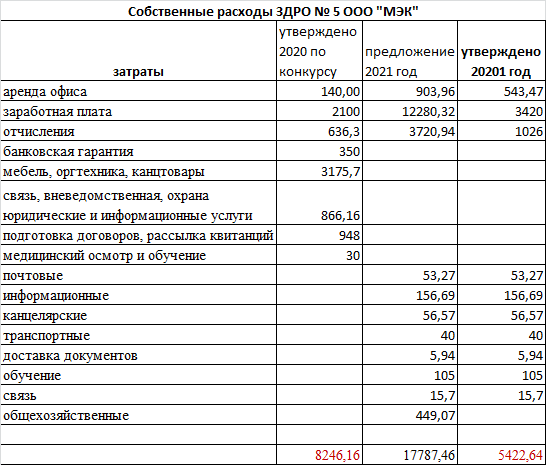 Собственные расходы ЗДРО № 5 ООО "МЭК"
затраты | утверждено 2020 по конкурсу | предложение 2021 год | утверждено 20201 год
аренда офиса | 140,00 | 903,96 | 543,47
заработная плата | 2100 | 12280,32 | 3420
отчисления | 636,3 | 3720,94 | 1026
банковская гарантия | 350
мебель, оргтехника, канцтовары | 3175,7
связь, вневедомственная, охрана
юридические и информационные услуги | 866,16
подготовка договоров, рассылка квитанций | 948
медицинский осмотр и обучение | 30
почтовые | 53,27 | 53,27
информационные | 156,69 | 156,69
канцелярские | 56,57 | 56,57
транспортные | 40 | 40
доставка документов | 5,94 | 5,94
обучение | 105 | 105
связь | 15,7 | 15,7
общехозяйственные | 449,07
8246,16 | 17787,46 | 5422,64